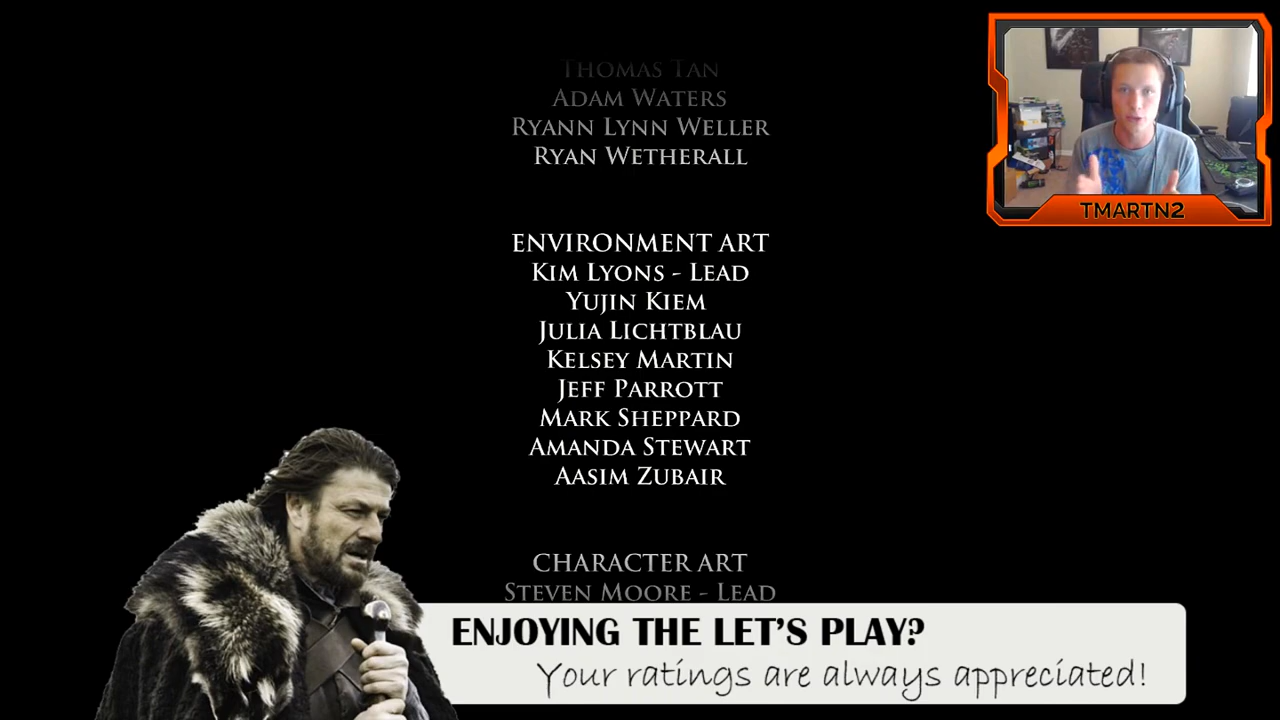 Thomas Tan
Adam Waters
Ryann Lynn Weller
Ryan Wetherall
TMARTN2
Environment Art
Kim Lyons - Lead
Yujin Kiem
Julia Lichtblau
Kelsey Martin
Jeff Parrott
Mark Sheppard
Amanda Stewart
Aasim Zubair
Character Art
Steven Moore - Lead
ENJOYING THE LET'S PLAY?
Your ratings are always appreciated!